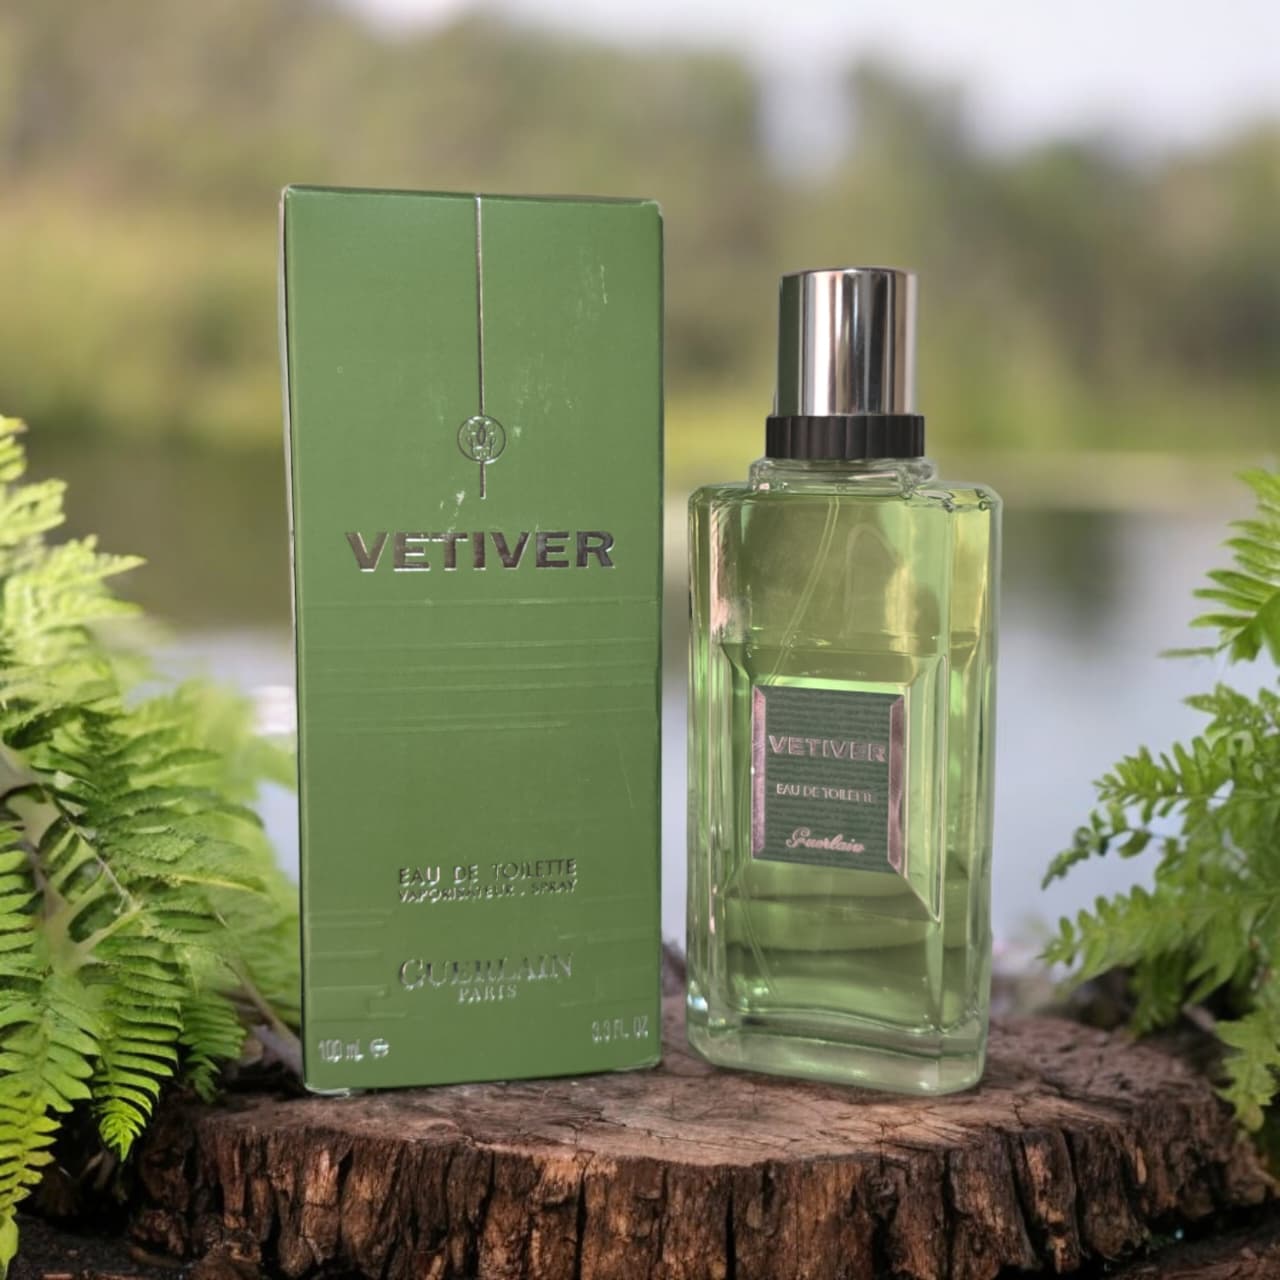 VETIVER
EAU DE TOILETTE
VAPORISATEUR . SPRAY
GUERLAIN
PARIS
100 mL e
3.3 FL. OZ
VETIVER
EAU DE TOILETTE
Guerlain